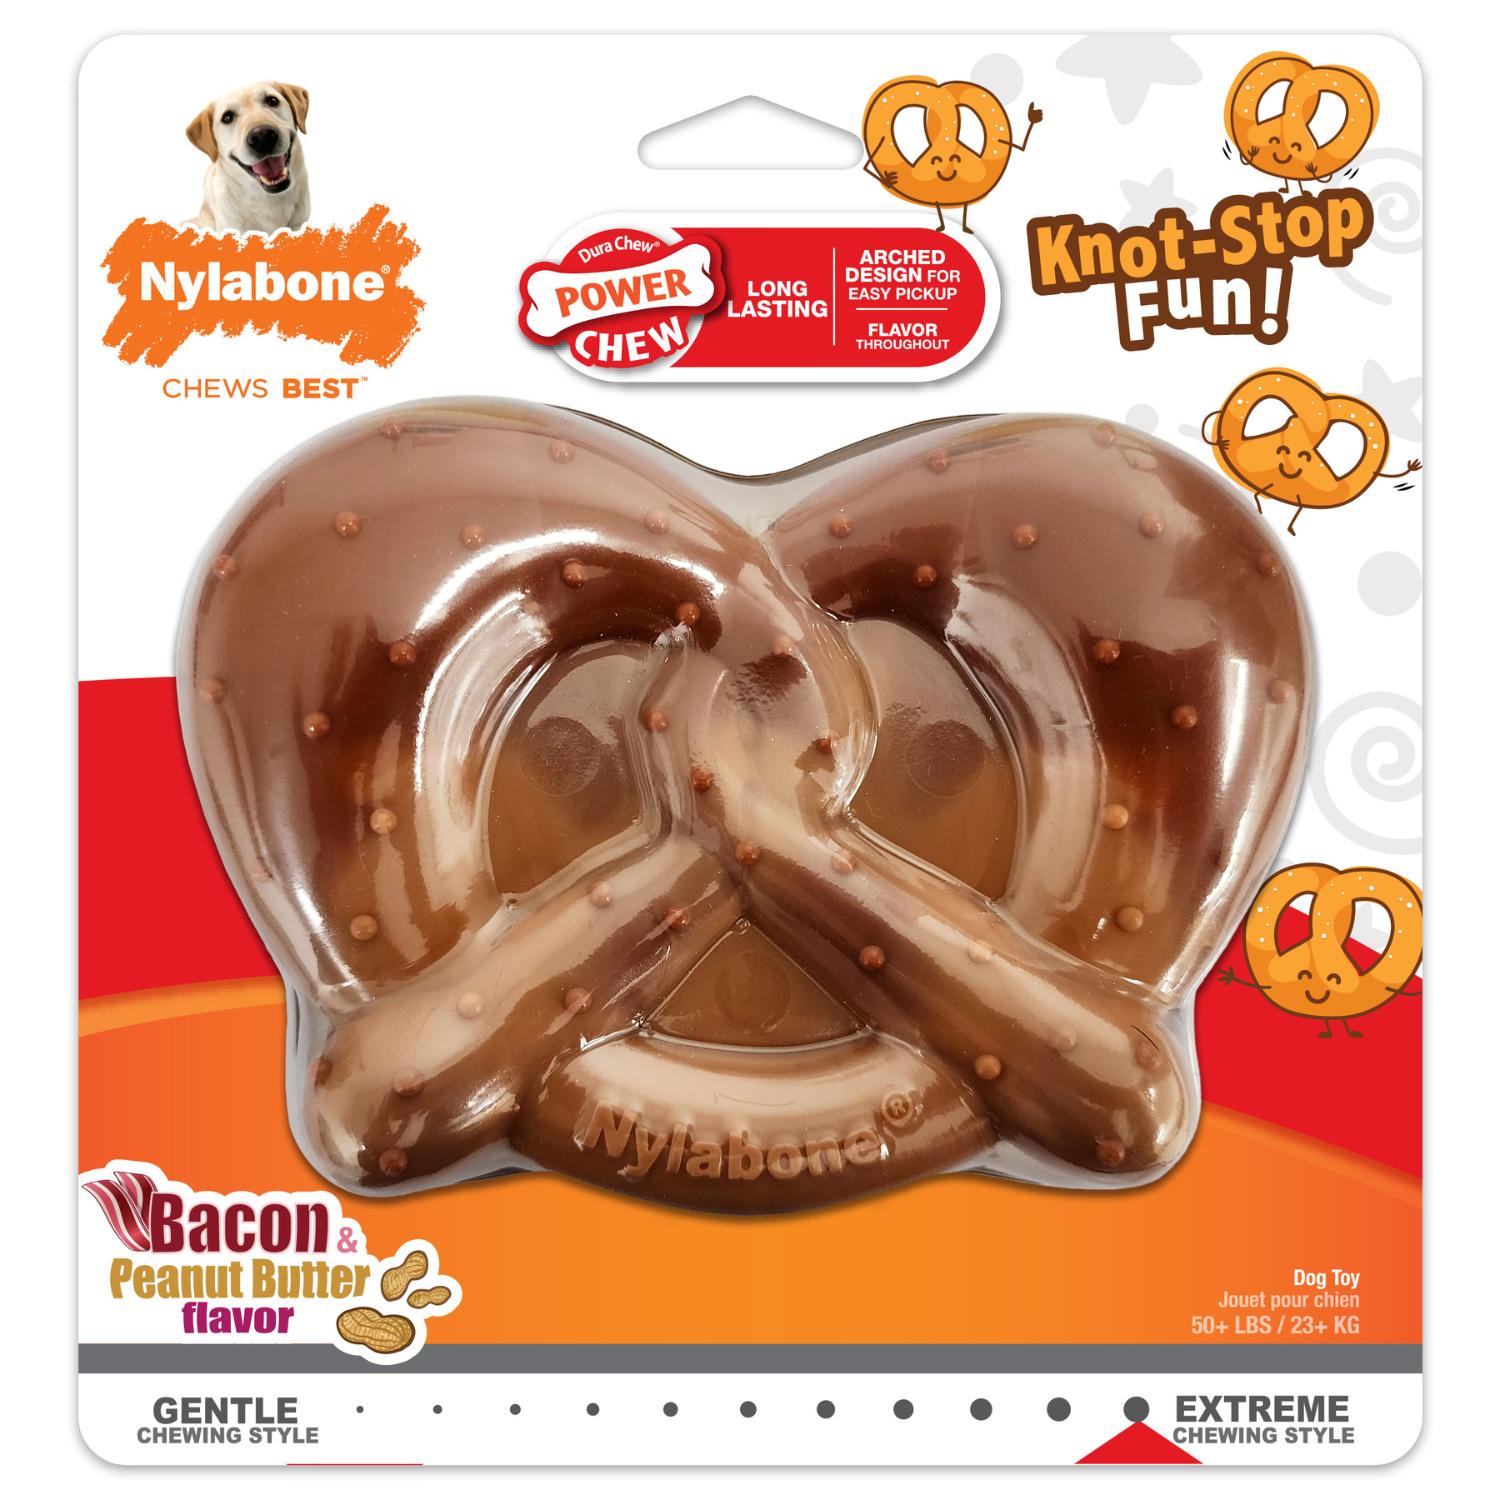 Nylabone®
CHEWS BEST™
Dura Chew®
POWER
CHEW
LONG
LASTING
ARCHED
DESIGN FOR
EASY PICKUP
FLAVOR
THROUGHOUT
Knot-Stop
Fun!
Nylabone®
Bacon &
Peanut Butter
flavor
Dog Toy
Jouet pour chien
50+ LBS / 23+ KG
GENTLE
CHEWING STYLE
EXTREME
CHEWING STYLE